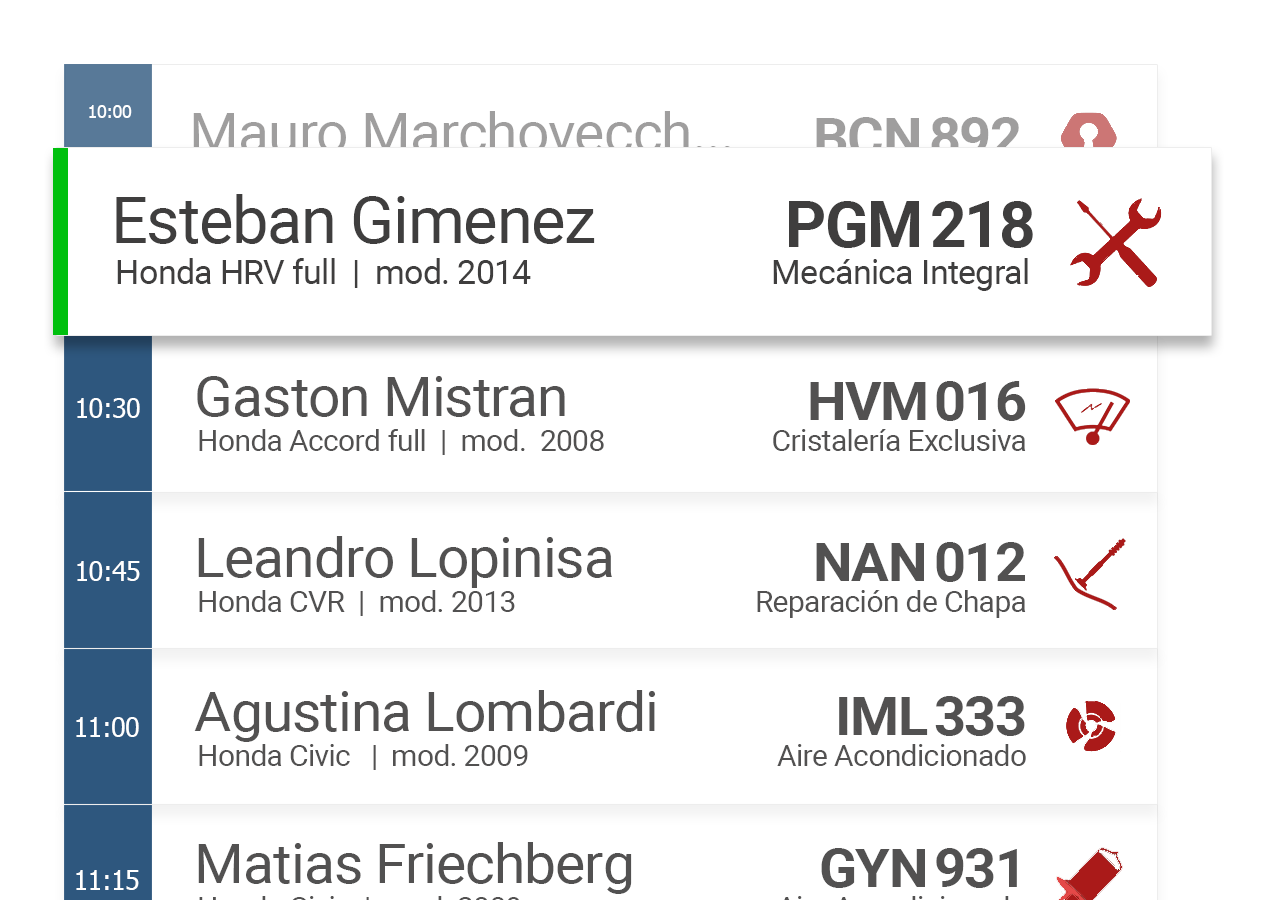 10:00
Mauro Marchovecch... BCN 892
Esteban Gimenez PGM 218
Honda HRV full | mod. 2014 Mecánica Integral
10:30
Gaston Mistran HVM 016
Honda Accord full | mod. 2008 Cristalería Exclusiva
10:45
Leandro Lopinisa NAN 012
Honda CVR | mod. 2013 Reparación de Chapa
11:00
Agustina Lombardi IML 333
Honda Civic | mod. 2009 Aire Acondicionado
11:15
Matias Friechberg GYN 931